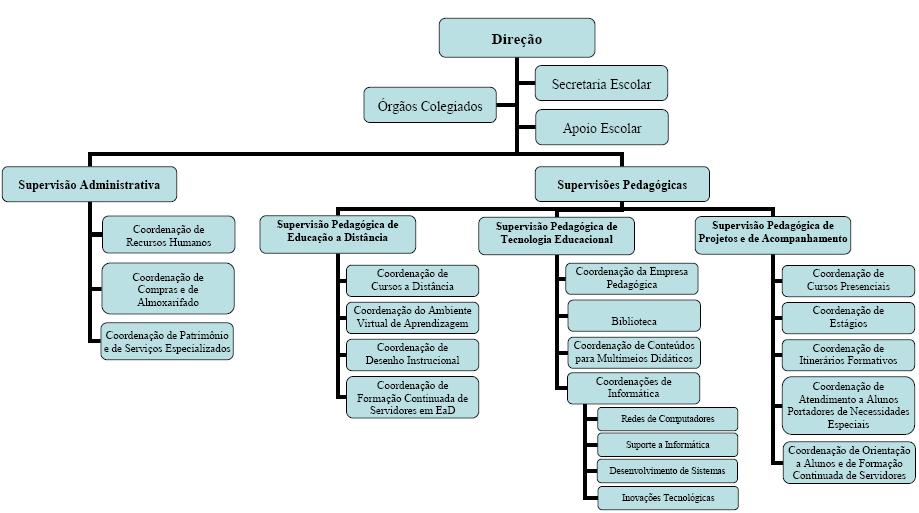 Direção
Órgãos Colegiados
Secretaria Escolar
Apoio Escolar
Supervisão Administrativa
Coordenação de
Recursos Humanos
Coordenação de
Compras e de
Almoxarifado
Coordenação de Patrimônio
e de Serviços Especializados
Supervisões Pedagógicas
Supervisão Pedagógica de
Educação a Distância
Coordenação de
Cursos a Distância
Coordenação do Ambiente
Virtual de Aprendizagem
Coordenação de
Desenho Instrucional
Coordenação de
Formação Continuada de
Servidores em EaD
Supervisão Pedagógica de
Tecnologia Educacional
Coordenação da Empresa
Pedagógica
Biblioteca
Coordenação de Conteúdos
para Multimeios Didáticos
Coordenações de
Informática
Redes de Computadores
Suporte a Informática
Desenvolvimento de Sistemas
Inovações Tecnológicas
Supervisão Pedagógica de
Projetos e de Acompanhamento
Coordenação de
Cursos Presenciais
Coordenação de
Estágios
Coordenação de
Itinerários Formativos
Coordenação de
Atendimento a Alunos
Portadores de Necessidades
Especiais
Coordenação de Orientação
a Alunos e de Formação
Continuada de Servidores